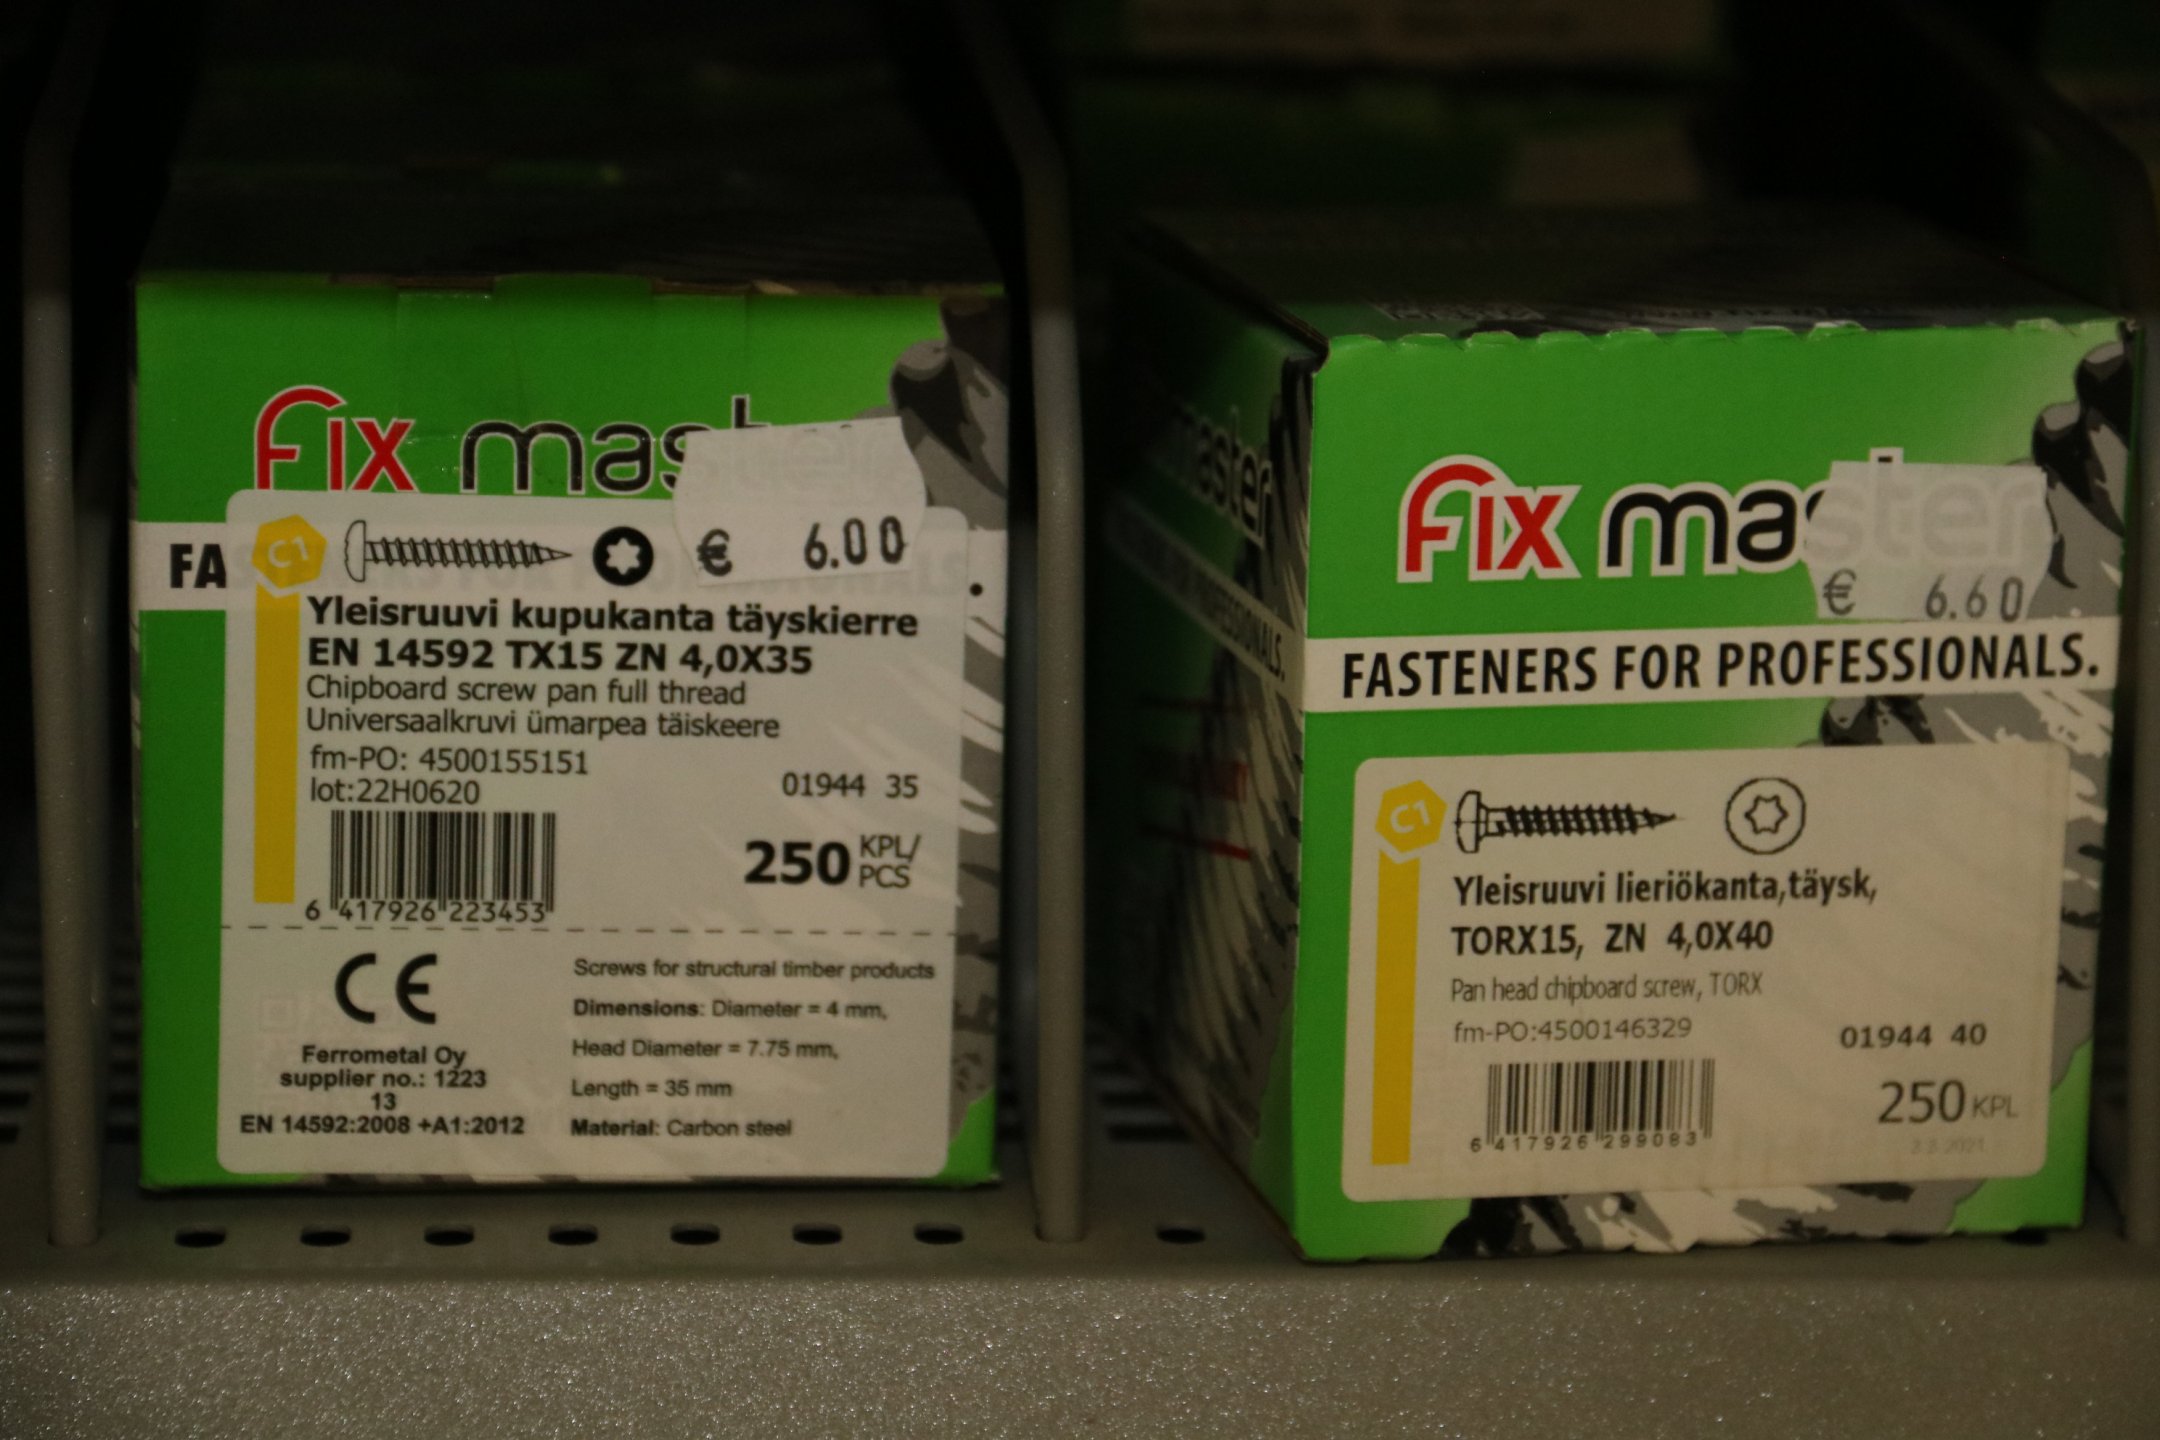 Fix master
€ 6.00
FA
C1
Yleisruuvi kupukanta täyskierre
EN 14592 TX15 ZN 4,0X35
Chipboard screw pan full thread
Universaalkruvi ümarpea täiskeere
fm-PO: 4500155151
lot:22H0620
01944 35
250 KPL/
PCS
6 417926 223453
CE
Ferrometal Oy
supplier no.: 1223
13
EN 14592:2008 +A1:2012
Screws for structural timber products
Dimensions: Diameter = 4 mm,
Head Diameter = 7.75 mm,
Length = 35 mm
Material: Carbon steel
master
PROFESSIONALS.
Fix master
€ 6.60
FASTENERS FOR PROFESSIONALS.
C1
Yleisruuvi lieriökanta,täysk,
TORX15, ZN 4,0X40
Pan head chipboard screw, TORX
fm-PO:4500146329
01944 40
250 KPL
6 417926 299083